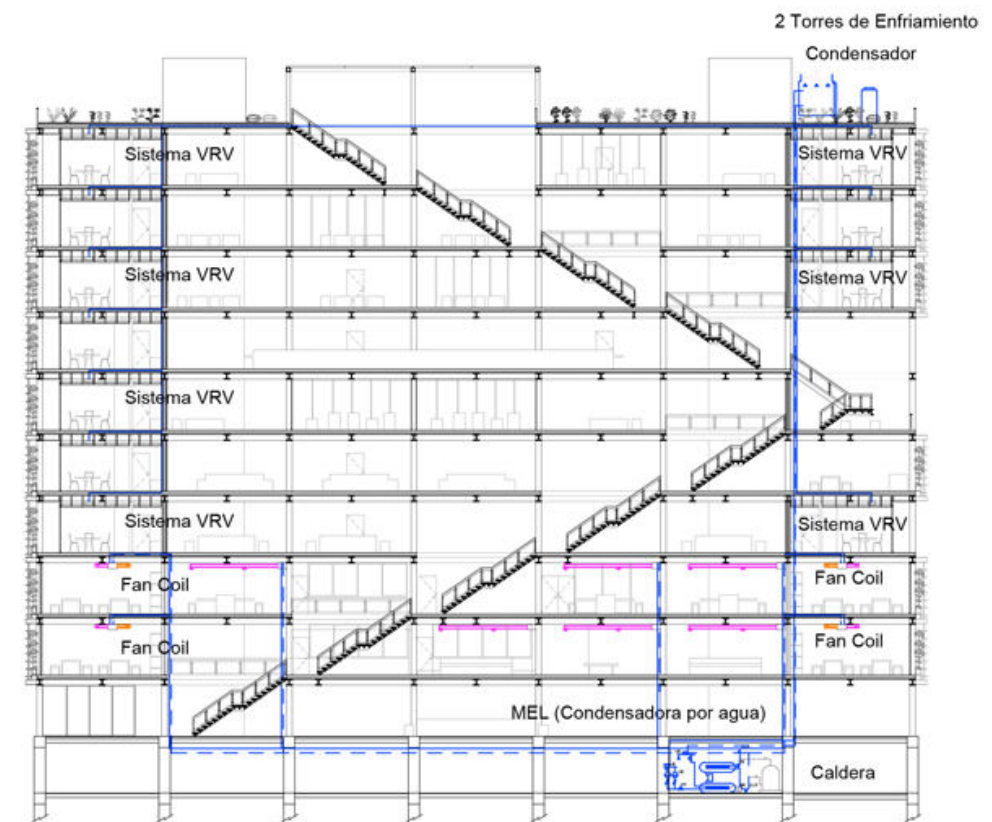 2 Torres de Enfriamiento
Condensador
Sistema VRV
Sistema VRV
Sistema VRV
Sistema VRV
Sistema VRV
Sistema VRV
Sistema VRV
Fan Coil
Fan Coil
Fan Coil
Fan Coil
MEL (Condensadora por agua)
Caldera